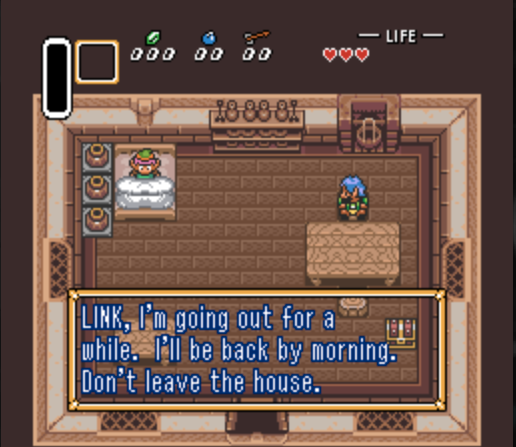 — LIFE —
000 00 00
LINK, I'm going out for a
while. I'll be back by morning.
Don't leave the house.